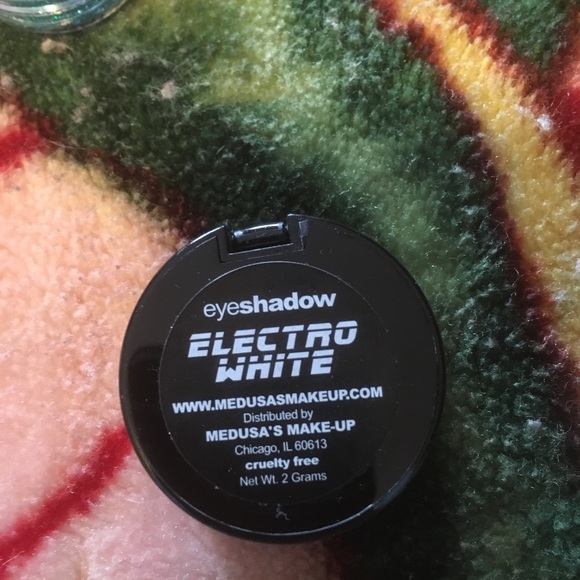 eyeshadow
ELECTRO
WHITE
WWW.MEDUSASMAKEUP.COM
Distributed by
MEDUSA'S MAKE-UP
Chicago, IL 60613
cruelty free
Net Wt. 2 Grams